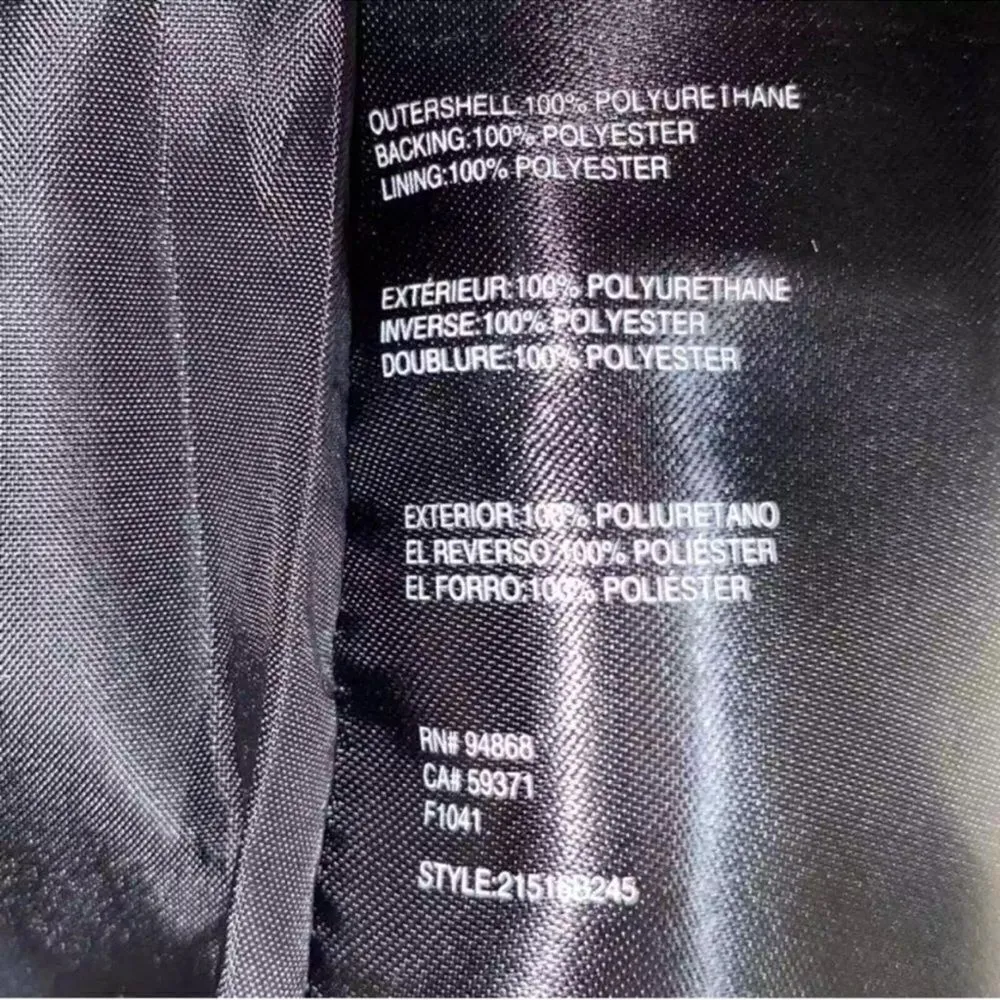 OUTERSHELL 100% POLYURETHANE
BACKING:100% POLYESTER
LINING:100% POLYESTER
EXTÉRIEUR:100% POLYURETHANE
INVERSE:100% POLYESTER
DOUBLURE:100% POLYESTER
EXTERIOR:100% POLIURETANO
EL REVERSO:100% POLIÉSTER
EL FORRO:100% POLIÉSTER
RN# 94868
CA# 59371
F1041
STYLE:21516B245